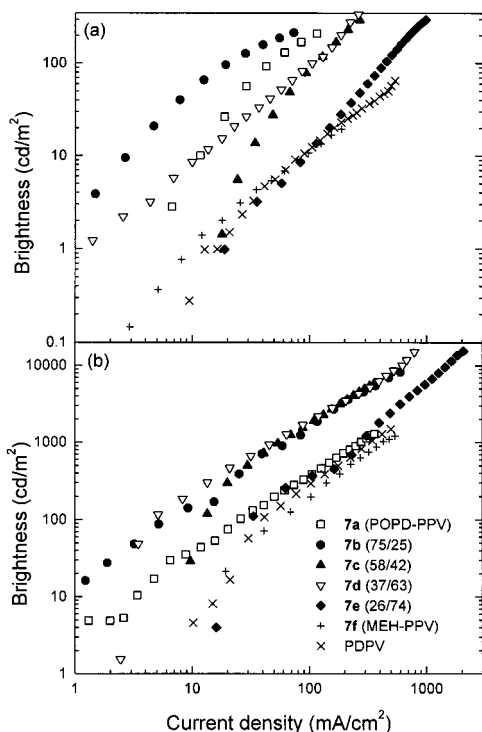 (a)
Brightness (cd/m²)
100
10
1
0.1
(b)
Brightness (cd/m²)
10000
1000
100
10
1
7a (POPD-PPV)
7b (75/25)
7c (58/42)
7d (37/63)
7e (26/74)
7f (MEH-PPV)
PDPV
1
10
100
1000
Current density (mA/cm²)